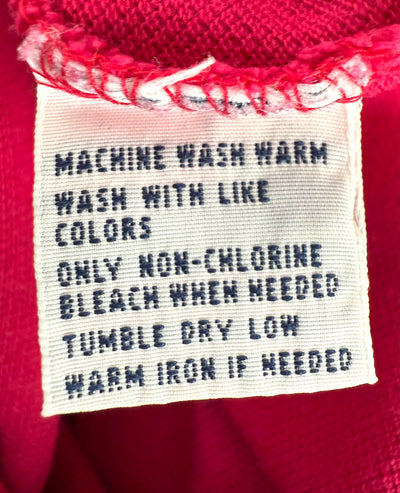 MACHINE WASH WARM
WASH WITH LIKE
COLORS
ONLY NON-CHLORINE
BLEACH WHEN NEEDED
TUMBLE DRY LOW
WARM IRON IF NEEDED